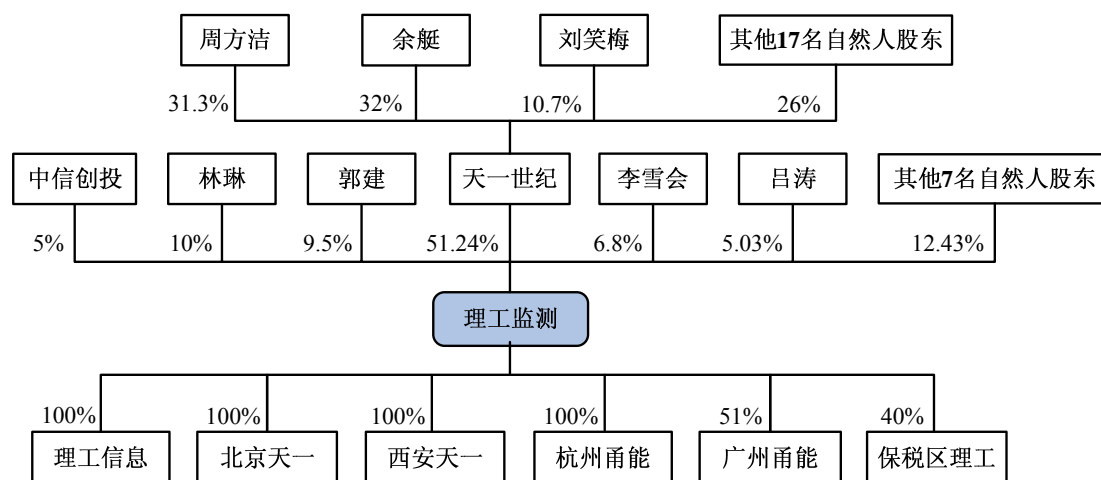 周方洁
余艇
刘笑梅
其他17名自然人股东
31.3%
32%
10.7%
26%
中信创投
林琳
郭建
天一世纪
李雪会
吕涛
其他7名自然人股东
5%
10%
9.5%
51.24%
6.8%
5.03%
12.43%
理工监测
100%
100%
100%
100%
51%
40%
理工信息
北京天一
西安天一
杭州甬能
广州甬能
保税区理工